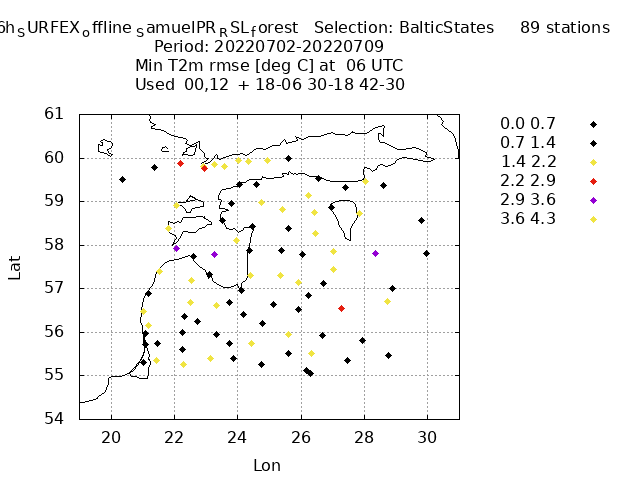 6h_SURFEX_offline_SamuelPR_RSL_forest Selection: BalticStates 89 stations
Period: 20220702-20220709
Min T2m rmse [deg C] at 06 UTC
Used 00,12 + 18-06 30-18 42-30
61
60
59
58
57
56
55
54
20 22 24 26 28 30
Lat
Lon
0.0 0.7
0.7 1.4
1.4 2.2
2.2 2.9
2.9 3.6
3.6 4.3